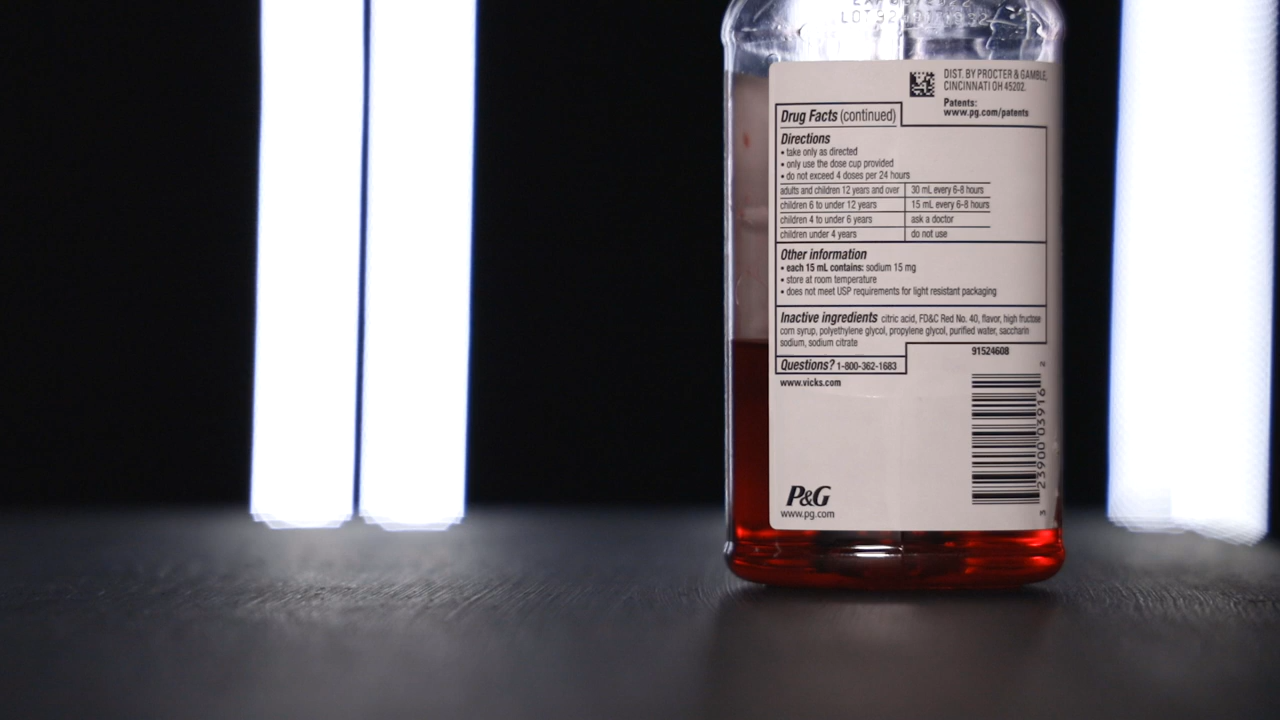 DIST. BY PROCTER & GAMBLE,
CINCINNATI OH 45202.
Patents:
www.pg.com/patents
Drug Facts (continued)
Directions
• take only as directed
• only use the dose cup provided
• do not exceed 4 doses per 24 hours
adults and children 12 years and over 30 mL every 6-8 hours
children 6 to under 12 years 15 mL every 6-8 hours
children 4 to under 6 years ask a doctor
children under 4 years do not use
Other information
• each 15 mL contains: sodium 15 mg
• store at room temperature
• does not meet USP requirements for light resistant packaging
Inactive ingredients citric acid, FD&C Red No. 40, flavor, high fructose
corn syrup, polyethylene glycol, propylene glycol, purified water, saccharin
sodium, sodium citrate
91524608
Questions? 1-800-362-1683
www.vicks.com
3 23900 03916 2
P&G
www.pg.com